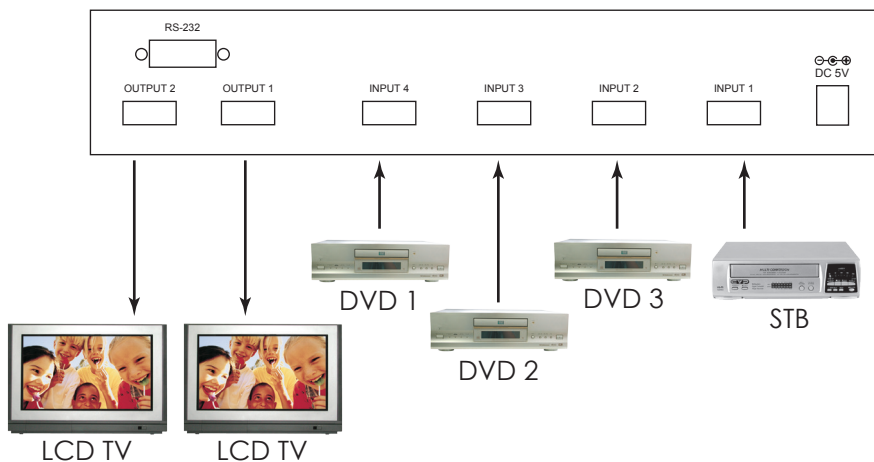 RS-232
DC 5V
OUTPUT 2
OUTPUT 1
INPUT 4
INPUT 3
INPUT 2
INPUT 1
DVD 1
DVD 2
DVD 3
STB
LCD TV
LCD TV